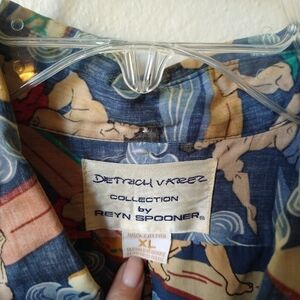 DIETRICH VAREZ
COLLECTION
by
REYN SPOONER®
XL